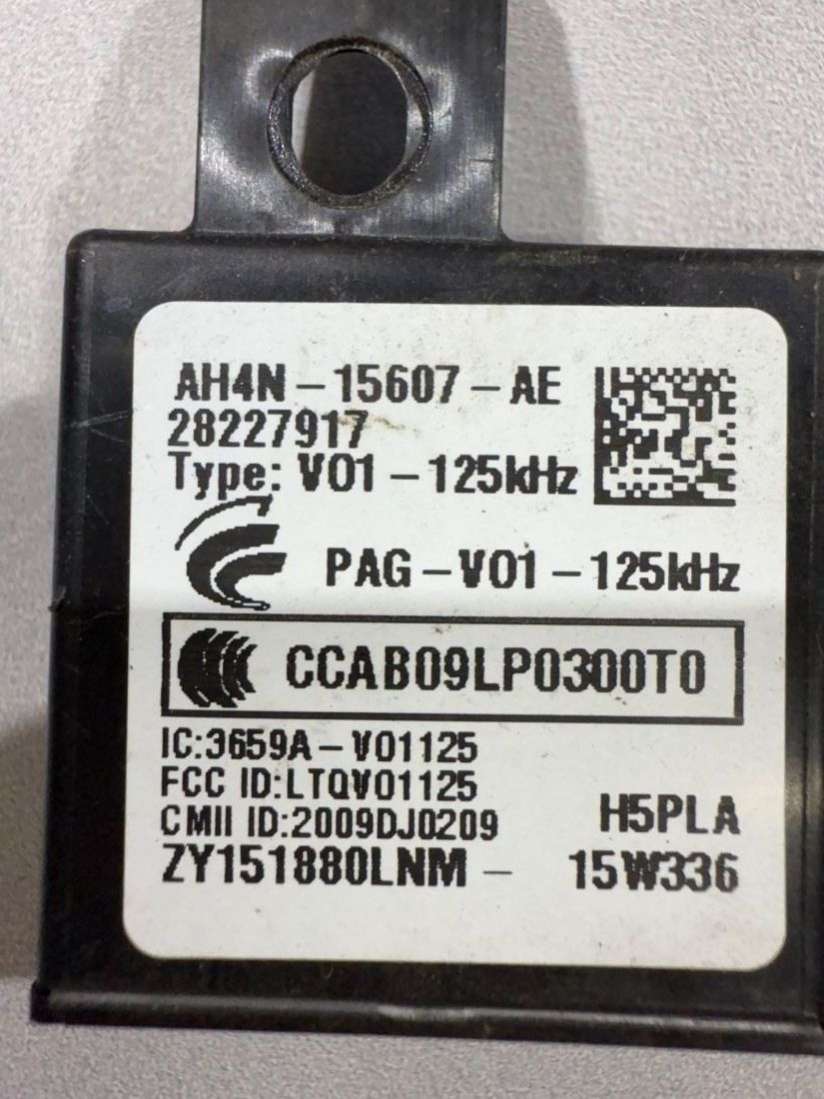 AH4N-15607-AE
28227917
Type: V01-125kHz
PAG-V01-125kHz
CCAB09LP0300T0
IC:3659A-V01125
FCC ID:LTQV01125
CMII ID:2009DJ0209
H5PLA
ZY151880LNM- 15W336